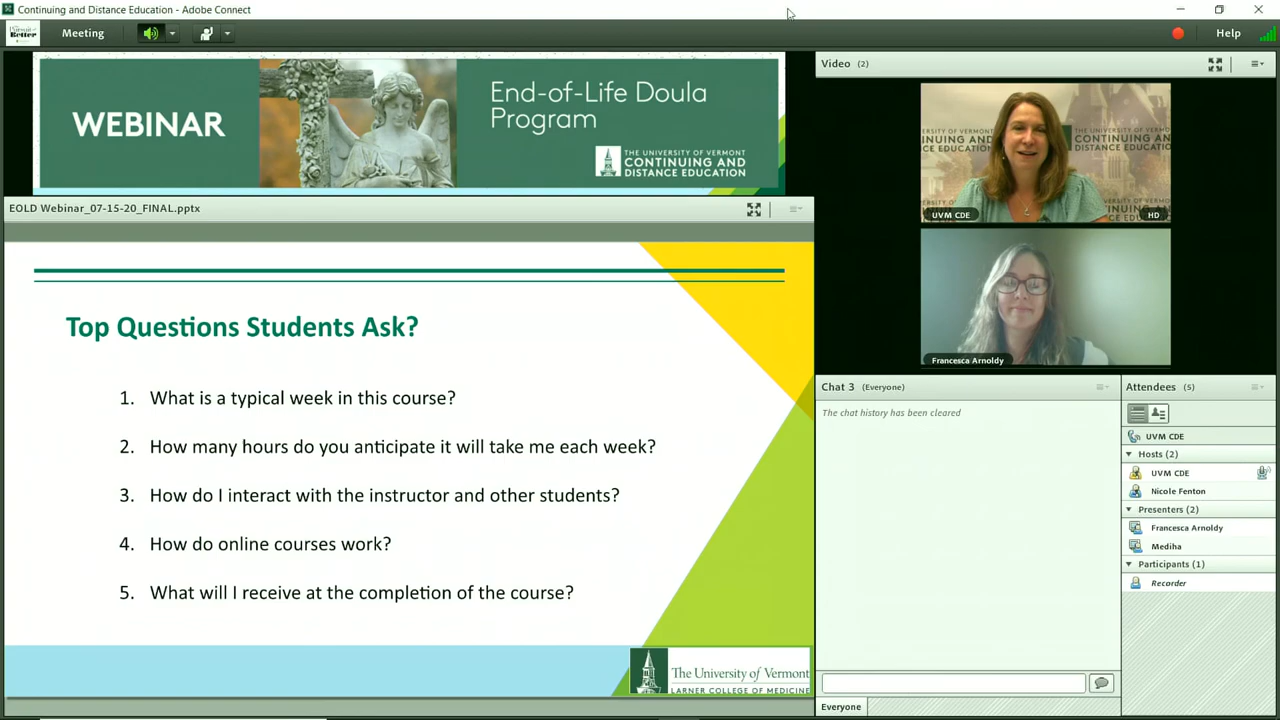 Continuing and Distance Education - Adobe Connect
Pursuit of
Better
Meeting
Help
WEBINAR
End-of-Life Doula
Program
THE UNIVERSITY OF VERMONT
CONTINUING AND
DISTANCE EDUCATION
EOLD Webinar_07-15-20_FINAL.pptx
Top Questions Students Ask?
1. What is a typical week in this course?
2. How many hours do you anticipate it will take me each week?
3. How do I interact with the instructor and other students?
4. How do online courses work?
5. What will I receive at the completion of the course?
The University of Vermont
LARNER COLLEGE OF MEDICINE
Video (2)
UVM CDE
HD
Francesca Arnoldy
Chat 3 (Everyone)
The chat history has been cleared
Everyone
Attendees (5)
UVM CDE
Hosts (2)
UVM CDE
Nicole Fenton
Presenters (2)
Francesca Arnoldy
Mediha
Participants (1)
Recorder